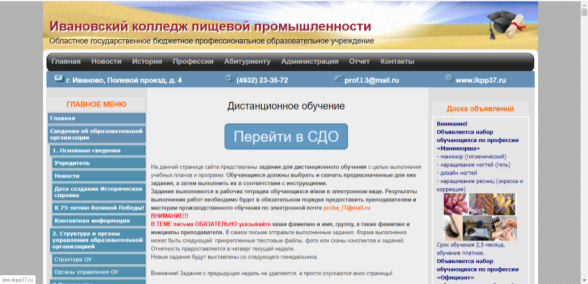 Ивановский колледж пищевой промышленности
Областное государственное бюджетное профессиональное образовательное учреждение
Главная Новости История Профессии Абитуриенту Администрация Отчет Контакты
г. Иваново, Полевой проезд, д. 4 (4932) 23-35-72 prof.l.3@mail.ru www.ikpp37.ru
ГЛАВНОЕ МЕНЮ
Главная
Сведения об образовательной
организации
1. Основные сведения
Учредитель
Новости
Дата создания Историческая
справка
К 75-летию Великой Победы!
Контактная информация
2. Структура и органы
управления образовательной
организацией
Структура ОУ
Органы управления ОУ
Дистанционное обучение
Перейти в СДО
На данной странице сайта представлены задания для дистанционного обучения с целью выполнения
учебных планов и программ. Обучающиеся должны выбрать и скачать предназначенные для них
задания, а затем выполнить их в соответствии с инструкциями.
Задания выполняются в рабочих тетрадях обучающихся и/или в электронном виде. Результаты
выполнения работ необходимо будет в обязательном порядке предоставить преподавателям и
мастерам производственного обучения по электронной почте
ВНИМАНИЕ!!!
В ТЕМЕ письма ОБЯЗАТЕЛЬНО указывайте ваши фамилию и имя, группу, а также фамилию и
инициалы преподавателя. В самом письме отправьте выполненные задания. Форма выполнения
может быть следующей: прикрепленные текстовые файлы, фото или сканы конспектов и заданий.
Отчетность предоставляется в четверг текущей недели.
Новые задания будут выставлены со следующего понедельника.
Внимание! Задания с предыдущих недель не удаляются, а просто опускаются вниз страницы!
Доска объявлений
Внимание!
Объявляется набор
обучающихся по профессии
«Маникюрша»
- маникюр (гигиенический)
- наращивание ногтей (гель)
- дизайн ногтей
- наращивание ресниц (окраска и
коррекция)
Срок обучения 2,5 месяца,
обучение платное.
Объявляется набор
обучающихся по профессии
«Официант»
less.ikpp37.ru